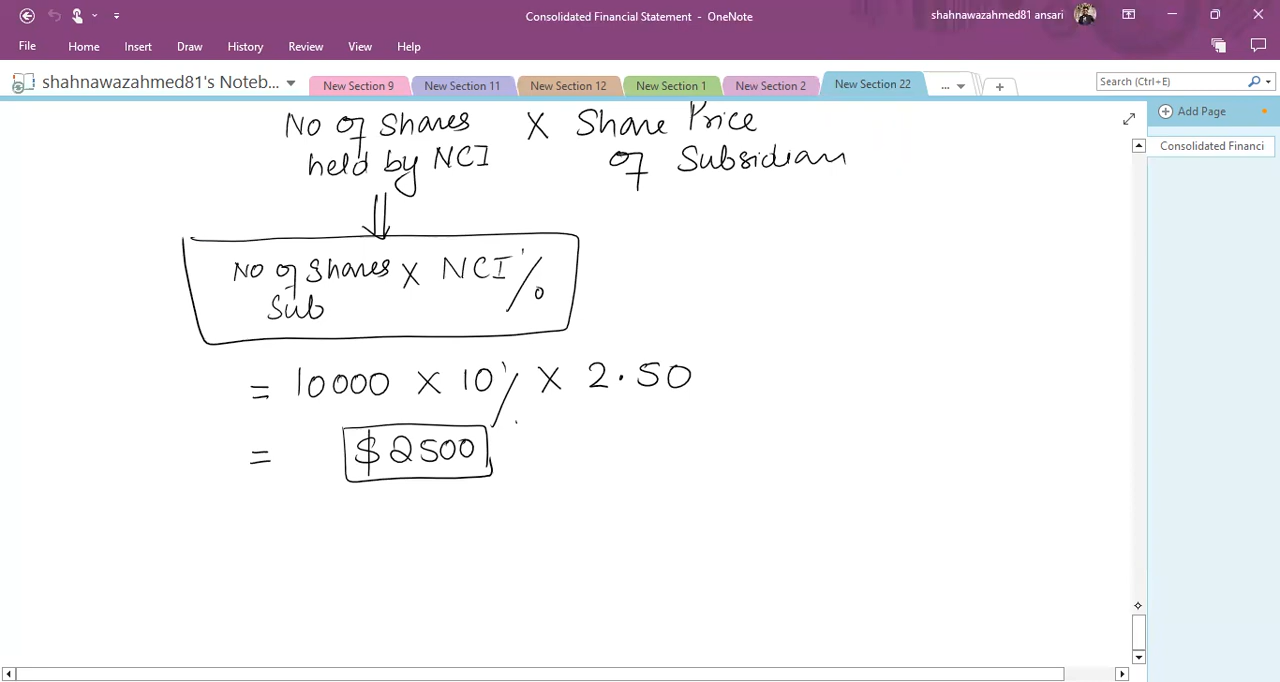 Consolidated Financial Statement - OneNote
shahnawazahmed81 ansari
File Home Insert Draw History Review View Help
shahnawazahmed81's Noteb... New Section 9 New Section 11 New Section 12 New Section 1 New Section 2 New Section 22 ... + Search (Ctrl+E)
Add Page
Consolidated Financi
No of Shares X Share Price
held by NCI of Subsidiary
No of Shares X NCI %
Sub
= 10000 X 10% X 2.50
= $2500